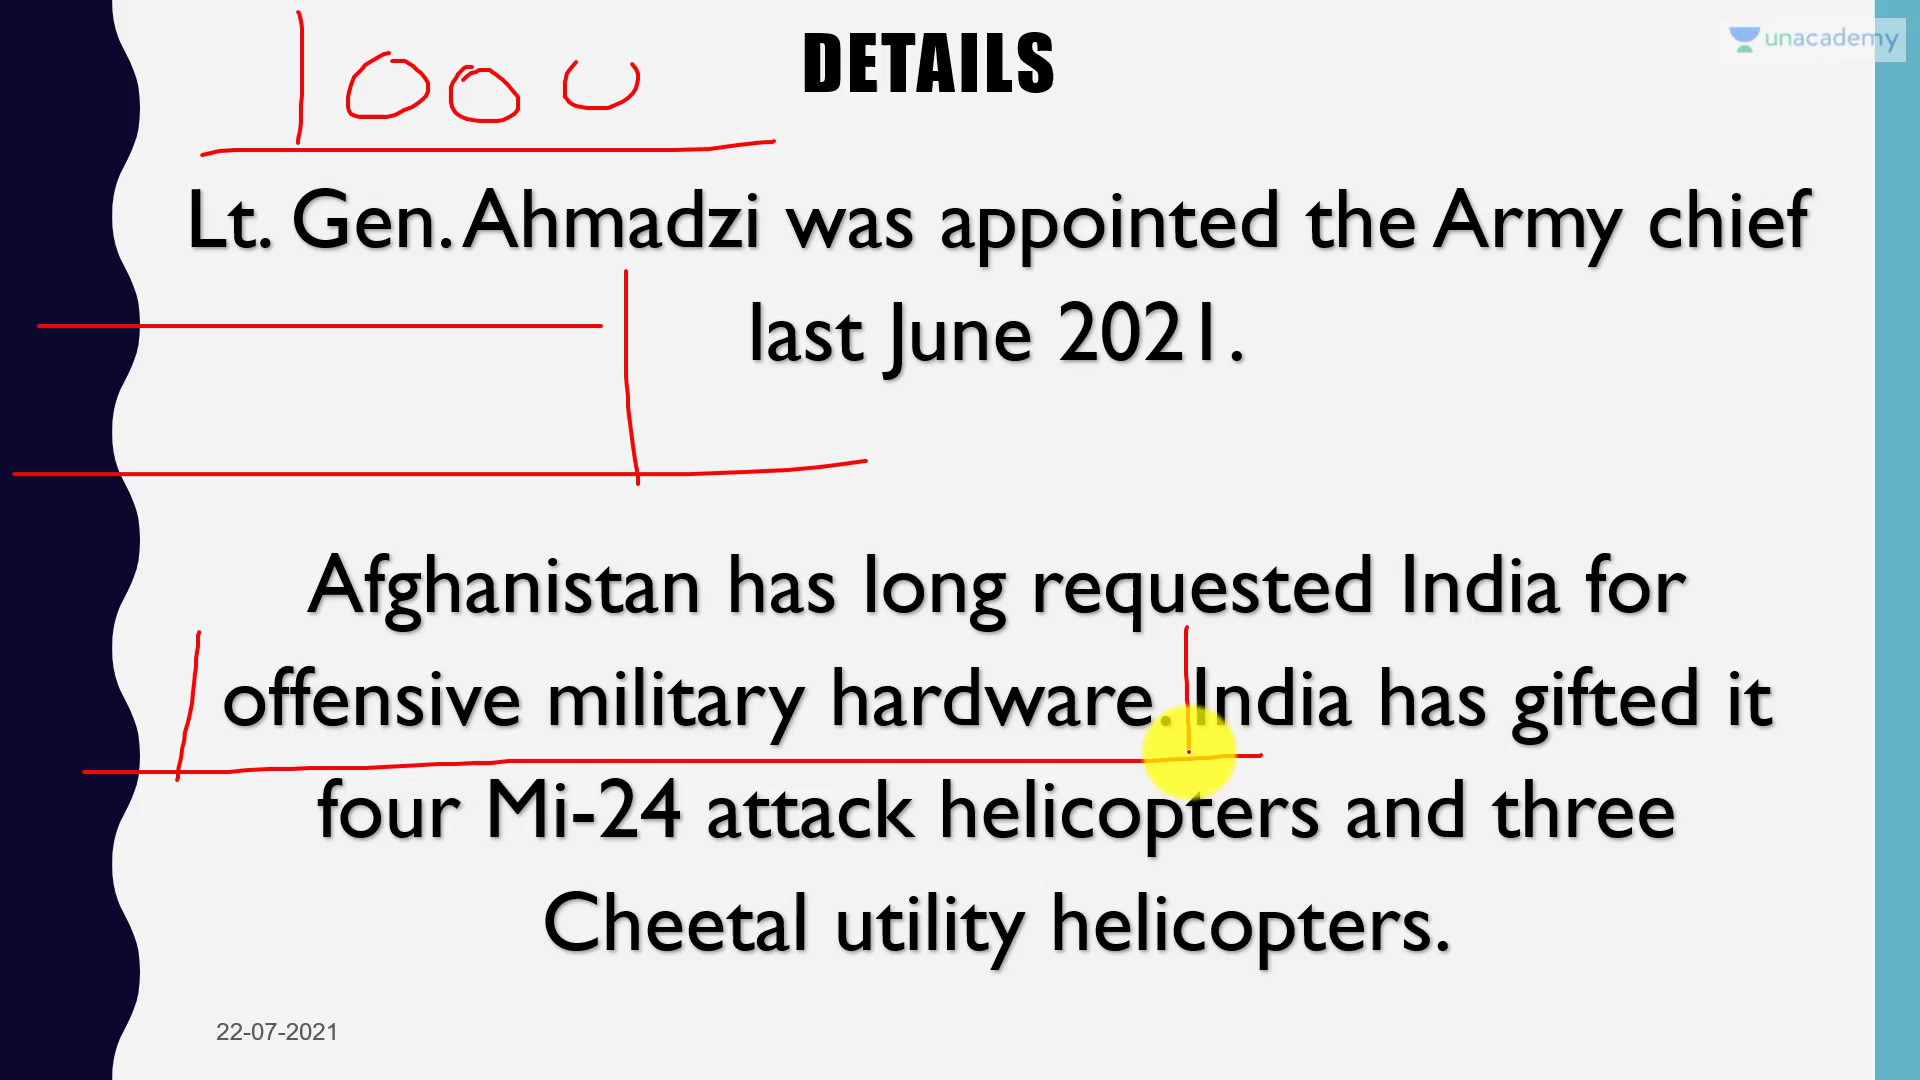 unacademy
1000
DETAILS
Lt. Gen. Ahmadzi was appointed the Army chief
last June 2021.
Afghanistan has long requested India for
offensive military hardware. India has gifted it
four Mi-24 attack helicopters and three
Cheetal utility helicopters.
22-07-2021